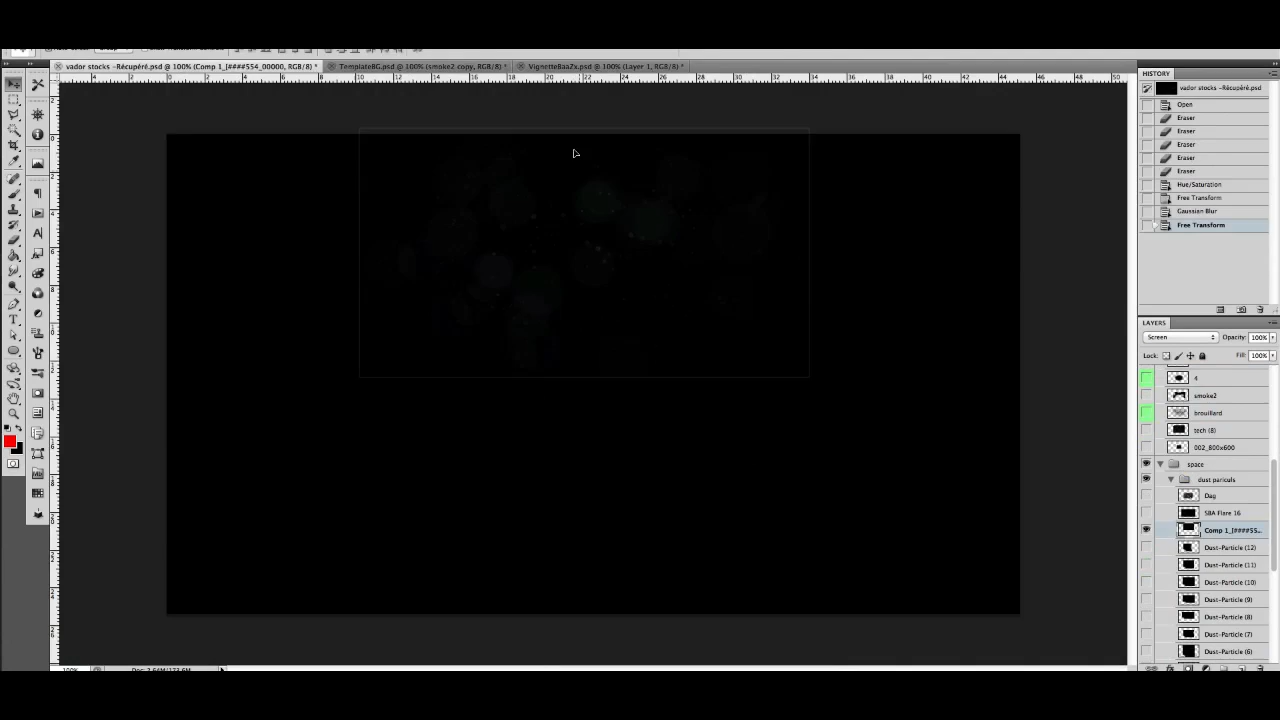 vador stocks -Récupéré.psd @ 100% (Comp 1_[####554_00000, RGB/8) *
TemplateBG.psd @ 100% (smoke2 copy, RGB/8) *
VignetteBaaZx.psd @ 100% (Layer 1, RGB/8) *
HISTORY
vador stocks -Récupéré.psd
Open
Eraser
Eraser
Eraser
Eraser
Eraser
Hue/Saturation
Free Transform
Gaussian Blur
Free Transform
LAYERS
Screen
Opacity: 100%
Lock:
Fill: 100%
4
smoke2
brouillard
tech (8)
002_800x600
space
dust pariculs
Dag
SBA Flare 16
Comp 1_[####55...
Dust-Particle (12)
Dust-Particle (11)
Dust-Particle (10)
Dust-Particle (9)
Dust-Particle (8)
Dust-Particle (7)
Dust-Particle (6)